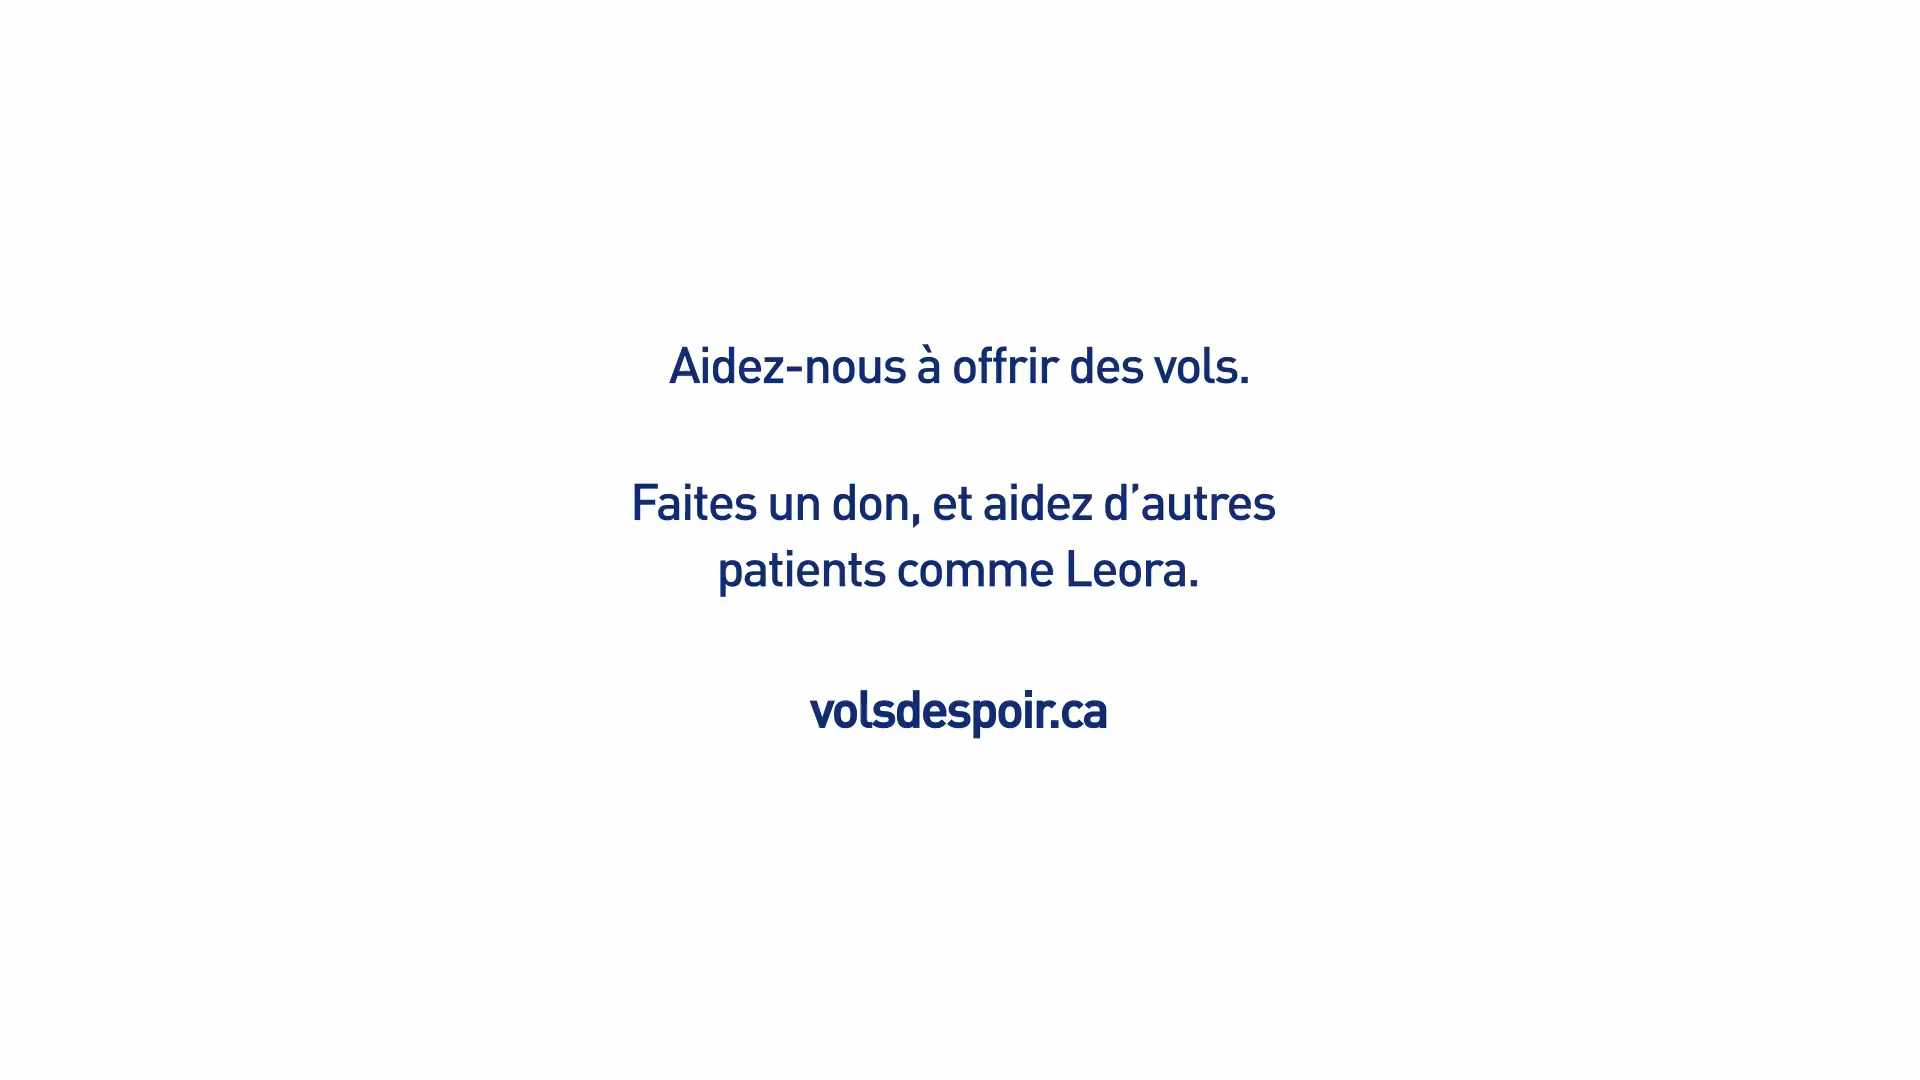 Aidez-nous à offrir des vols.
Faites un don, et aidez d’autres
patients comme Leora.
volsdespoir.ca